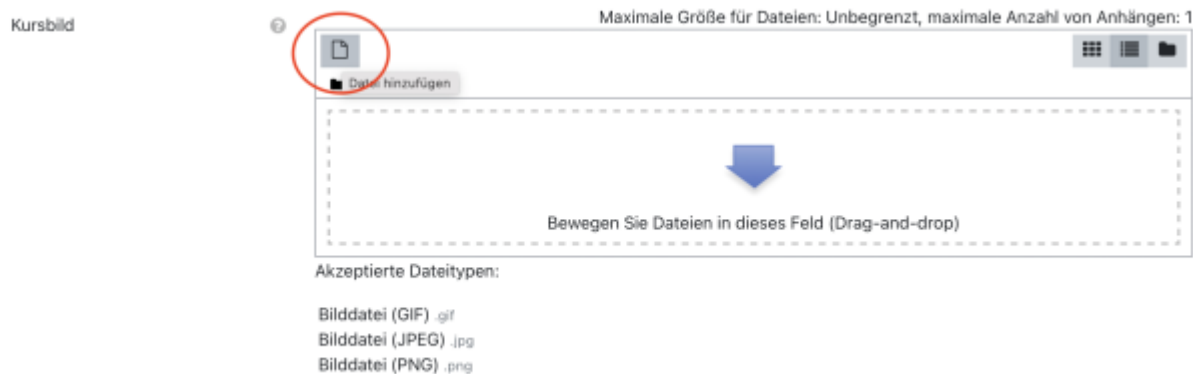 Kursbild
Maximale Größe für Dateien: Unbegrenzt, maximale Anzahl von Anhängen: 1
Datei hinzufügen
Bewegen Sie Dateien in dieses Feld (Drag-and-drop)
Akzeptierte Dateitypen:
Bilddatei (GIF) .gif
Bilddatei (JPEG) .jpg
Bilddatei (PNG) .png